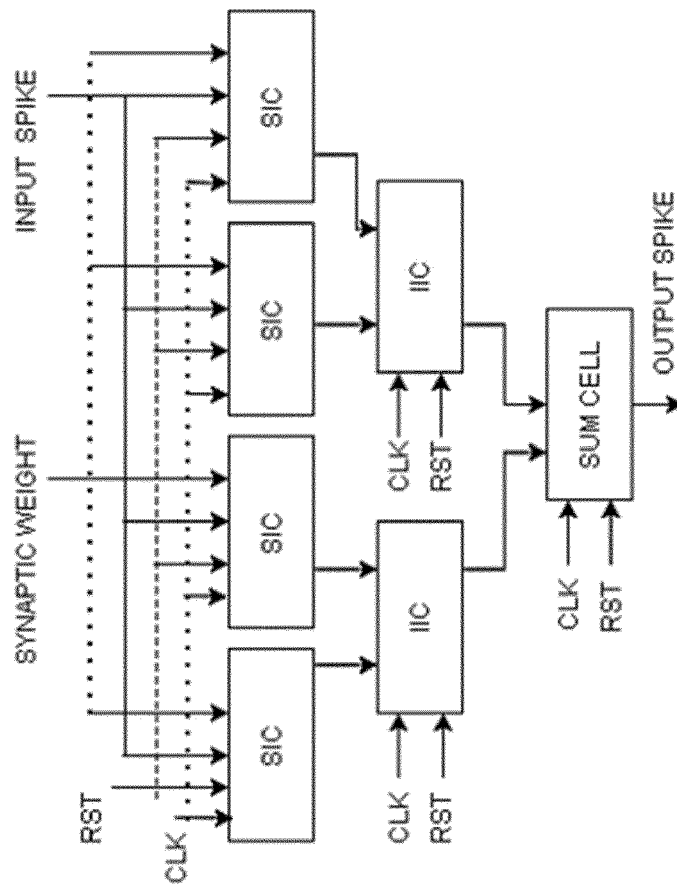 INPUT SPIKE
SYNAPTIC WEIGHT
RST
CLK
SIC
SIC
SIC
SIC
IIC
CLK
RST
IIC
CLK
RST
SUM CELL
CLK
RST
OUTPUT SPIKE